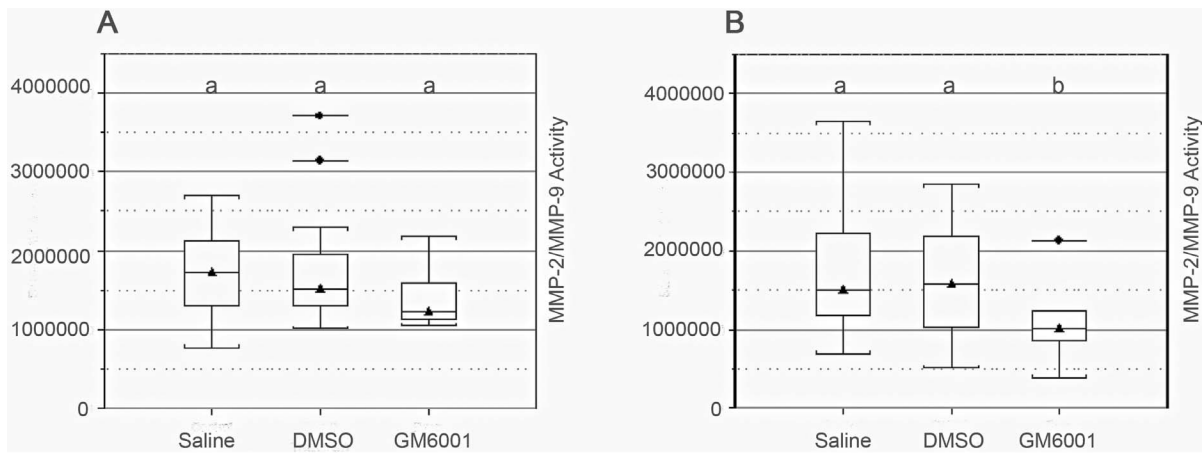 A
4000000
3000000
2000000
1000000
0
a a a
Saline DMSO GM6001
MMP-2/MMP-9 Activity
B
4000000
3000000
2000000
1000000
0
a a b
Saline DMSO GM6001
MMP-2/MMP-9 Activity